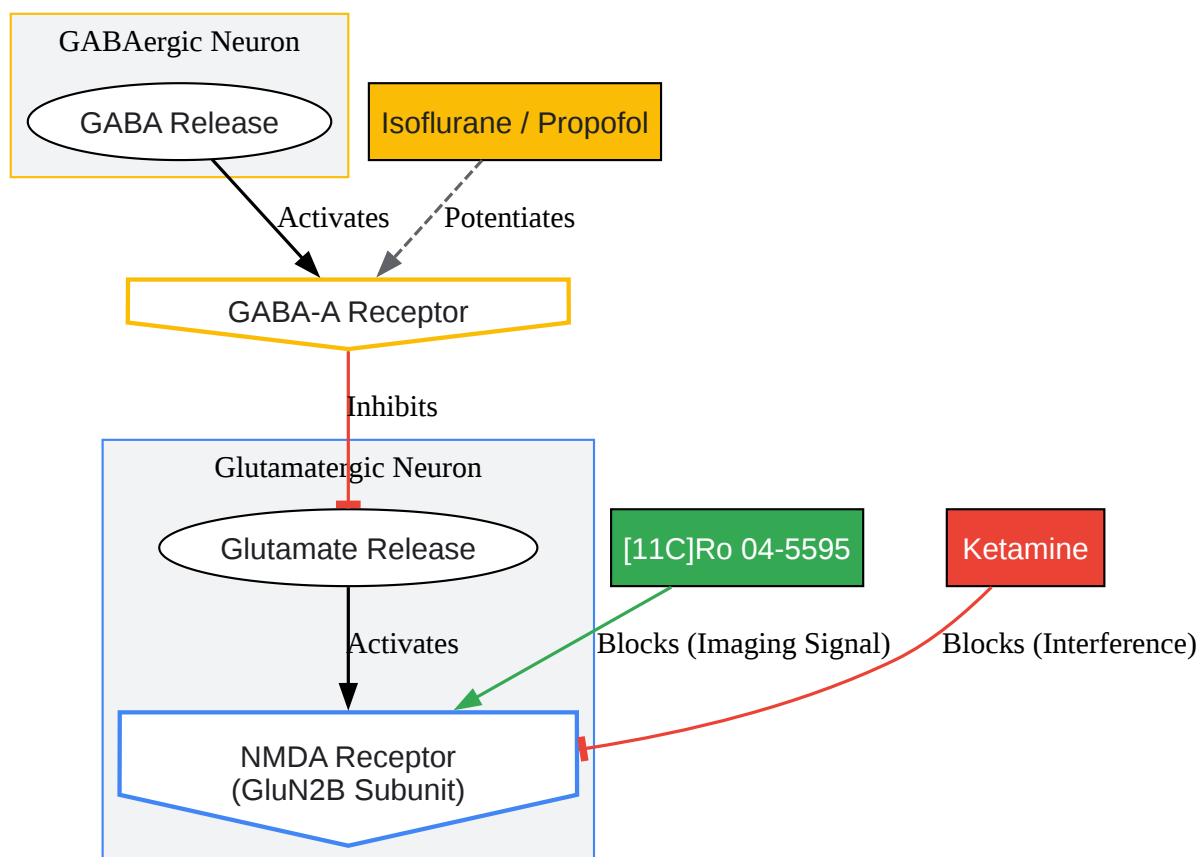 GABAergic Neuron
GABA Release
Isoflurane / Propofol
Activates
Potentiates
GABA-A Receptor
Inhibits
Glutamatergic Neuron
Glutamate Release
[11C]Ro 04-5595
Ketamine
Activates
Blocks (Imaging Signal)
Blocks (Interference)
NMDA Receptor
(GluN2B Subunit)